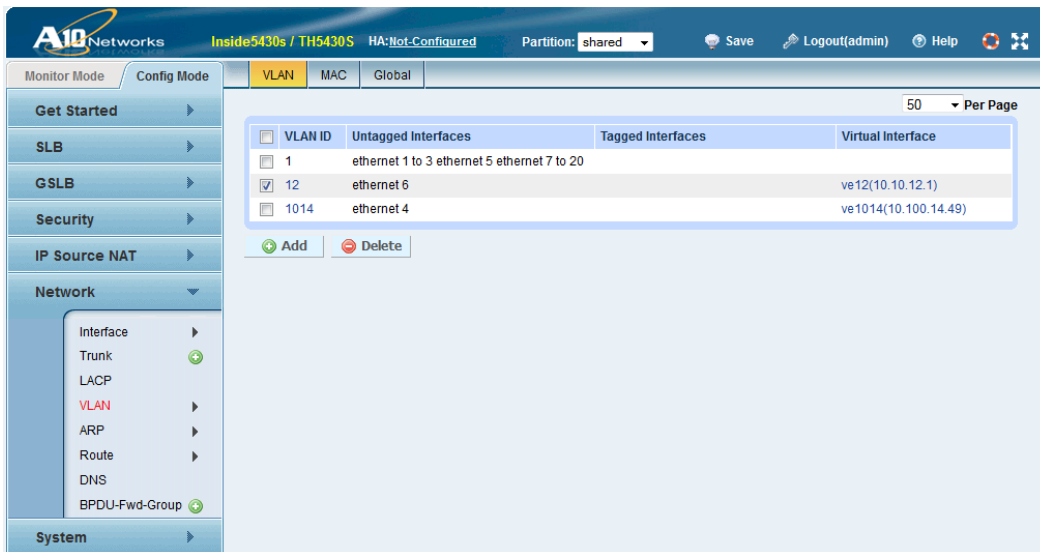 A10 Networks Inside5430s / TH5430S HA:Not-Configured Partition: shared Save Logout(admin) Help
Monitor Mode Config Mode VLAN MAC Global
50 Per Page
Get Started
SLB
GSLB
Security
IP Source NAT
Network
Interface
Trunk
LACP
VLAN
ARP
Route
DNS
BPDU-Fwd-Group
System
VLAN ID Untagged Interfaces Tagged Interfaces Virtual Interface
1 ethernet 1 to 3 ethernet 5 ethernet 7 to 20
12 ethernet 6 ve12(10.10.12.1)
1014 ethernet 4 ve1014(10.100.14.49)
Add Delete